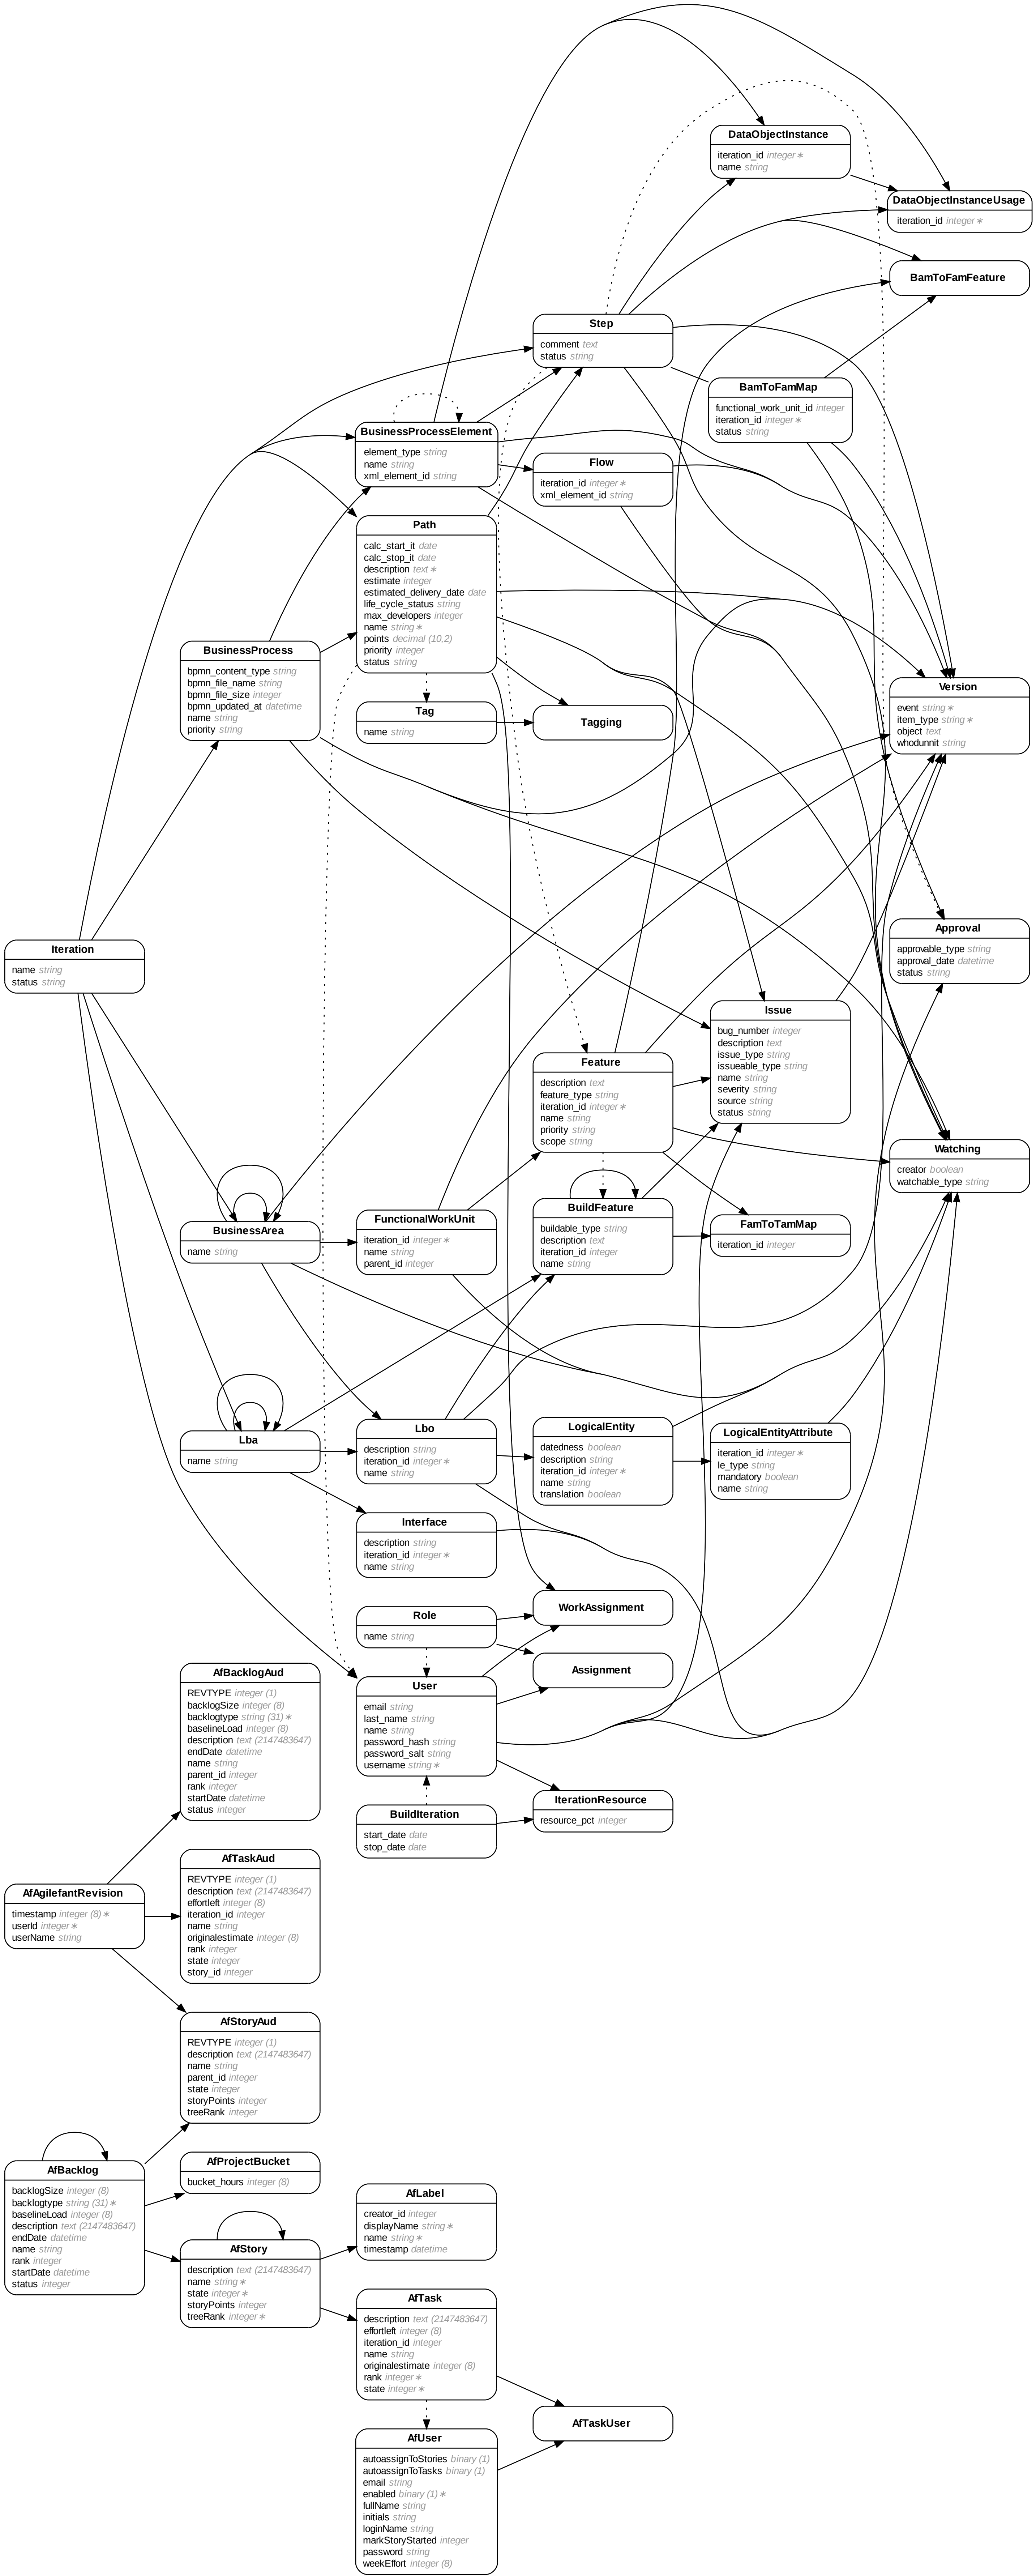 DataObjectInstance
iteration_id integer ∗
name string
DataObjectInstanceUsage
iteration_id integer ∗
BamToFamFeature
Step
comment text
status string
BamToFamMap
functional_work_unit_id integer
iteration_id integer ∗
status string
BusinessProcessElement
element_type string
name string
xml_element_id string
Flow
iteration_id integer ∗
xml_element_id string
Path
calc_start_it date
calc_stop_it date
description text ∗
estimate integer
estimated_delivery_date date
life_cycle_status string
max_developers integer
name string ∗
points decimal (10,2)
priority integer
status string
BusinessProcess
bpmn_content_type string
bpmn_file_name string
bpmn_file_size integer
bpmn_updated_at datetime
name string
priority string
Tag
name string
Tagging
Version
event string ∗
item_type string ∗
object text
whodunnit string
Iteration
name string
status string
Approval
approvable_type string
approval_date datetime
status string
Issue
bug_number integer
description text
issue_type string
issueable_type string
name string
severity string
source string
status string
Feature
description text
feature_type string
iteration_id integer ∗
name string
priority string
scope string
Watching
creator boolean
watchable_type string
BusinessArea
name string
FunctionalWorkUnit
iteration_id integer ∗
name string
parent_id integer
BuildFeature
buildable_type string
description text
iteration_id integer
name string
FamToTamMap
iteration_id integer
Lba
name string
Lbo
description string
iteration_id integer ∗
name string
LogicalEntity
datedness boolean
description string
iteration_id integer ∗
name string
translation boolean
LogicalEntityAttribute
iteration_id integer ∗
le_type string
mandatory boolean
name string
Interface
description string
iteration_id integer ∗
name string
WorkAssignment
Role
name string
Assignment
User
email string
last_name string
name string
password_hash string
password_salt string
username string ∗
IterationResource
resource_pct integer
BuildIteration
start_date date
stop_date date
AfBacklogAud
REVTYPE integer (1)
backlogSize integer (8)
backlogtype string (31) ∗
baselineLoad integer (8)
description text (2147483647)
endDate datetime
name string
parent_id integer
rank integer
startDate datetime
status integer
AfTaskAud
REVTYPE integer (1)
description text (2147483647)
effortleft integer (8)
iteration_id integer
name string
originalestimate integer (8)
rank integer
state integer
story_id integer
AfAgilefantRevision
timestamp integer (8) ∗
userId integer ∗
userName string
AfStoryAud
REVTYPE integer (1)
description text (2147483647)
name string
parent_id integer
state integer
storyPoints integer
treeRank integer
AfBacklog
backlogSize integer (8)
backlogtype string (31) ∗
baselineLoad integer (8)
description text (2147483647)
endDate datetime
name string
rank integer
startDate datetime
status integer
AfProjectBucket
bucket_hours integer (8)
AfStory
description text (2147483647)
name string ∗
state integer ∗
storyPoints integer
treeRank integer ∗
AfLabel
creator_id integer
displayName string ∗
name string ∗
timestamp datetime
AfTask
description text (2147483647)
effortleft integer (8)
iteration_id integer
name string
originalestimate integer (8)
rank integer ∗
state integer ∗
AfTaskUser
AfUser
autoassignToStories binary (1)
autoassignToTasks binary (1)
email string
enabled binary (1) ∗
fullName string
initials string
loginName string
markStoryStarted integer
password string
weekEffort integer (8)